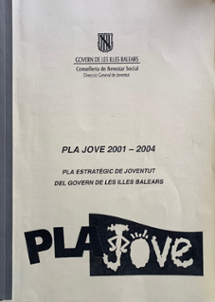 GOVERN DE LES ILLES BALEARS
Conselleria de Benestar Social
Direcció General de Joventut
PLA JOVE 2001 – 2004
PLA ESTRATÈGIC DE JOVENTUT
DEL GOVERN DE LES ILLES BALEARS
PLA JOVE